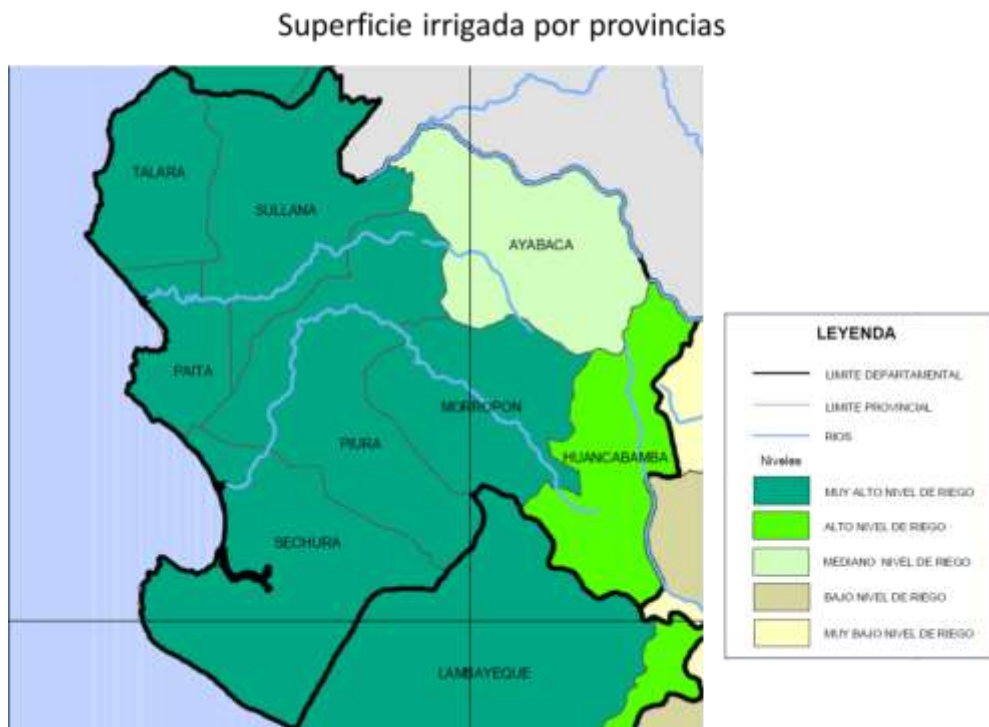 Superficie irrigada por provincias
TALARA
SULLANA
AYABACA
PAITA
MORROPON
PIURA
HUANCABAMBA
SECHURA
LAMBAYEQUE
LEYENDA
LIMITE DEPARTAMENTAL
LIMITE PROVINCIAL
RIOS
Niveles
MUY ALTO NIVEL DE RIEGO
ALTO NIVEL DE RIEGO
MEDIANO NIVEL DE RIEGO
BAJO NIVEL DE RIEGO
MUY BAJO NIVEL DE RIEGO